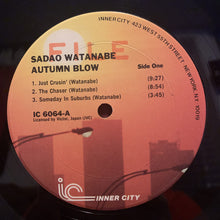 INNER CITY 423 WEST 55TH STREET, NEW YORK, NY 10019
FILE
SADAO WATANABE
AUTUMN BLOW
Side One
1. Just Crusin' (Watanabe) (9:27)
2. The Chaser (Watanabe) (8:54)
3. Someday In Suburbs (Watanabe) (3:45)
IC 6064-A
Licensed by Victor, Japan (JVC)
ic
INNER CITY